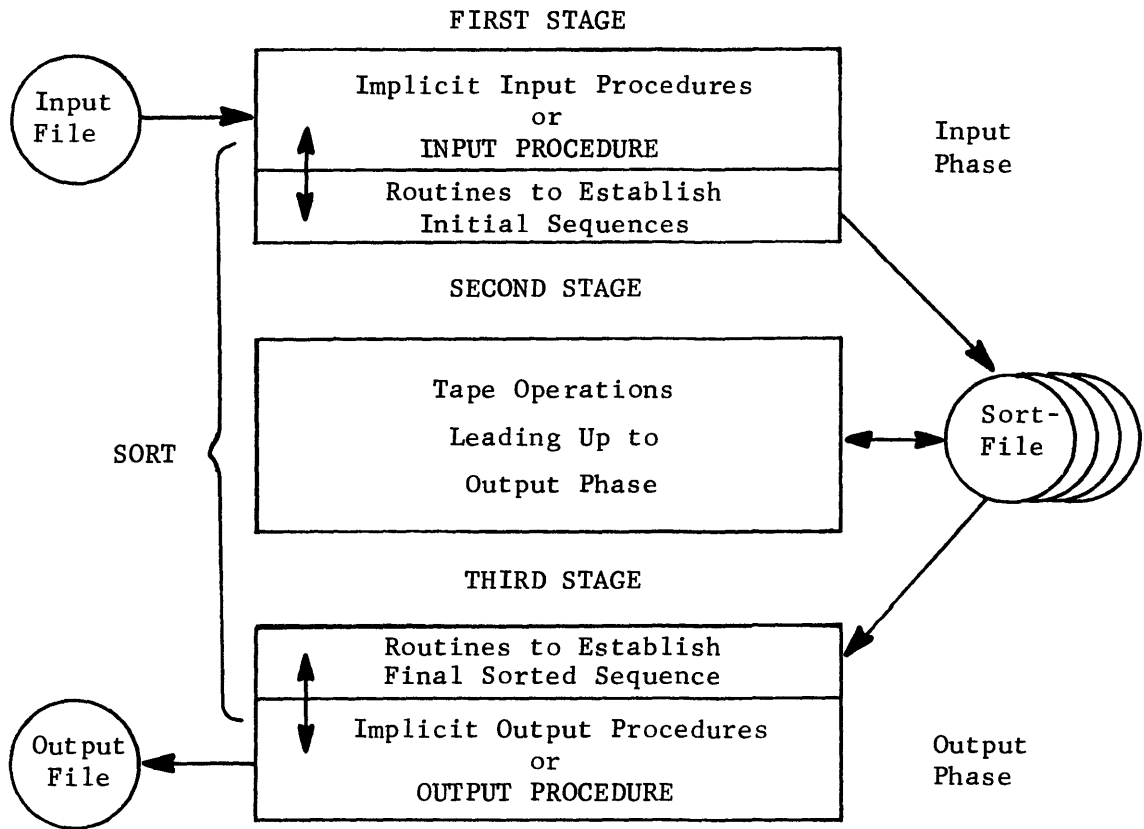 FIRST STAGE
Input
File
Implicit Input Procedures
or
INPUT PROCEDURE
Routines to Establish
Initial Sequences
Input
Phase
SECOND STAGE
SORT
Tape Operations
Leading Up to
Output Phase
Sort-
File
THIRD STAGE
Routines to Establish
Final Sorted Sequence
Implicit Output Procedures
or
OUTPUT PROCEDURE
Output
File
Output
Phase